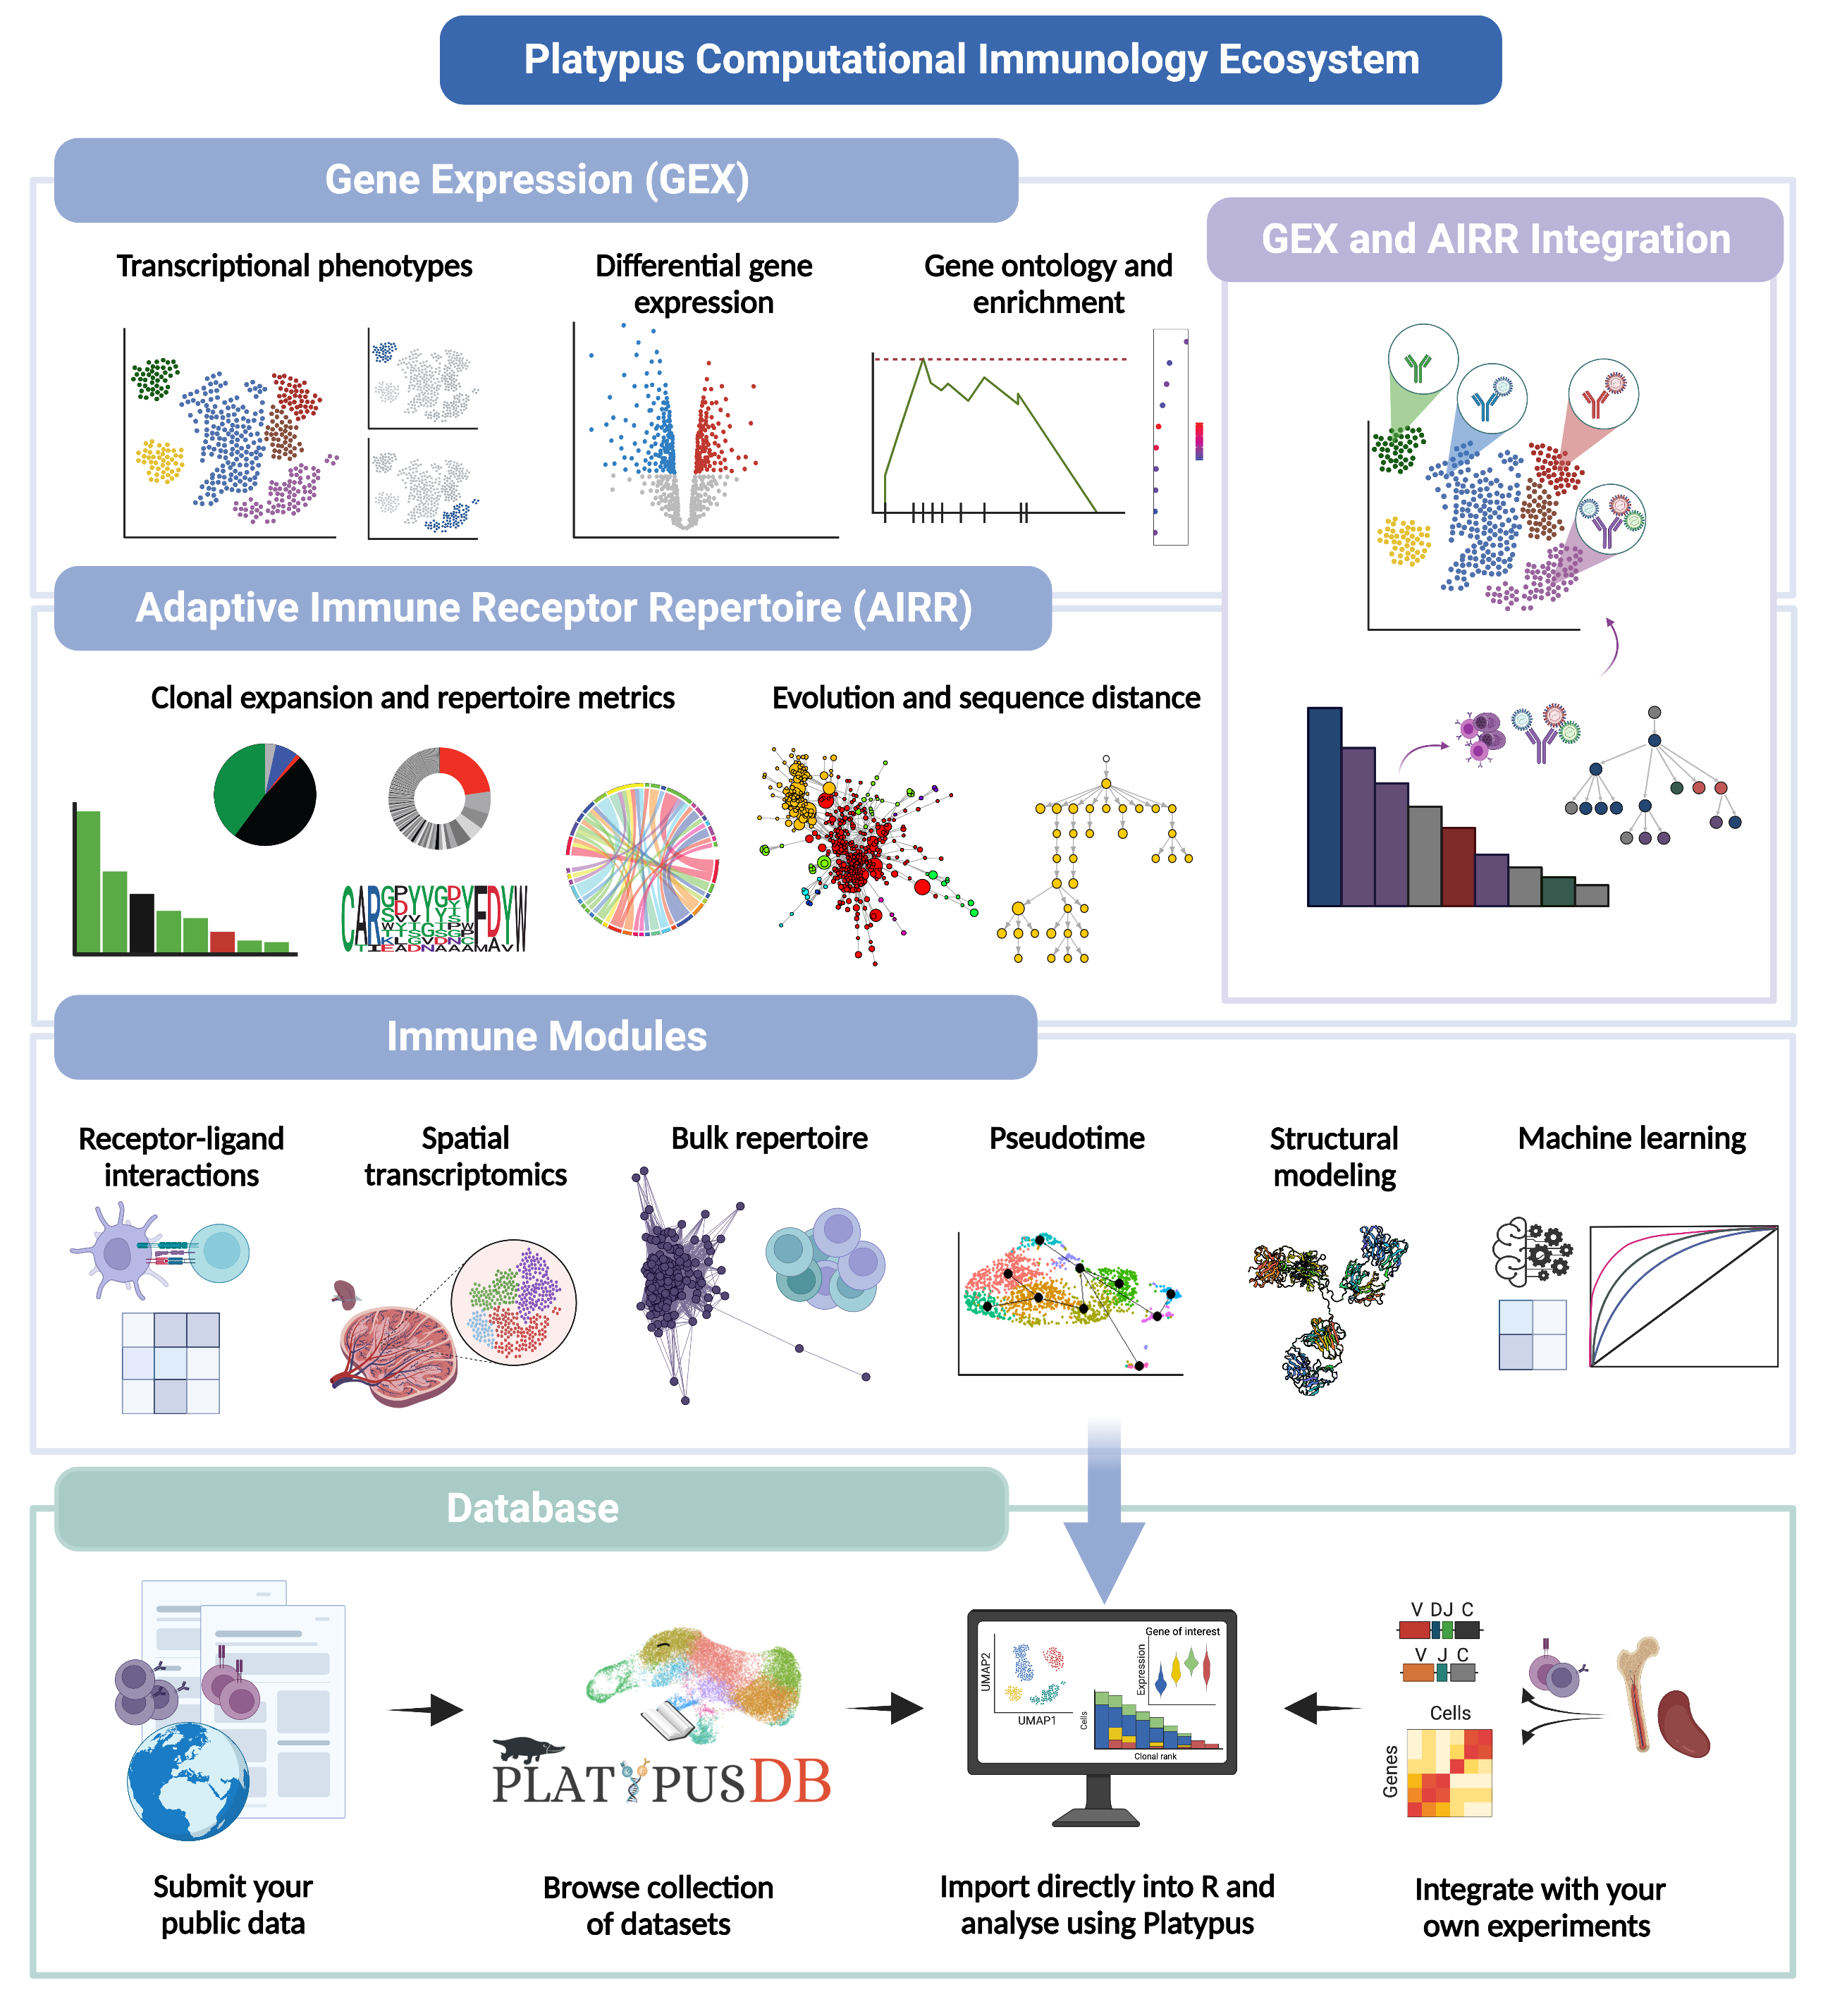 Platypus Computational Immunology Ecosystem
Gene Expression (GEX)
GEX and AIRR Integration
Transcriptional phenotypes
Differential gene
expression
Gene ontology and
enrichment
Adaptive Immune Receptor Repertoire (AIRR)
Clonal expansion and repertoire metrics
Evolution and sequence distance
Immune Modules
Receptor-ligand
interactions
Spatial
transcriptomics
Bulk repertoire
Pseudotime
Structural
modeling
Machine learning
Database
PLATYPUSDB
UMAP2
UMAP1
Gene of interest
Expression
Cells
Clonal rank
V DJ C
V J C
Cells
Genes
Submit your
public data
Browse collection
of datasets
Import directly into R and
analyse using Platypus
Integrate with your
own experiments